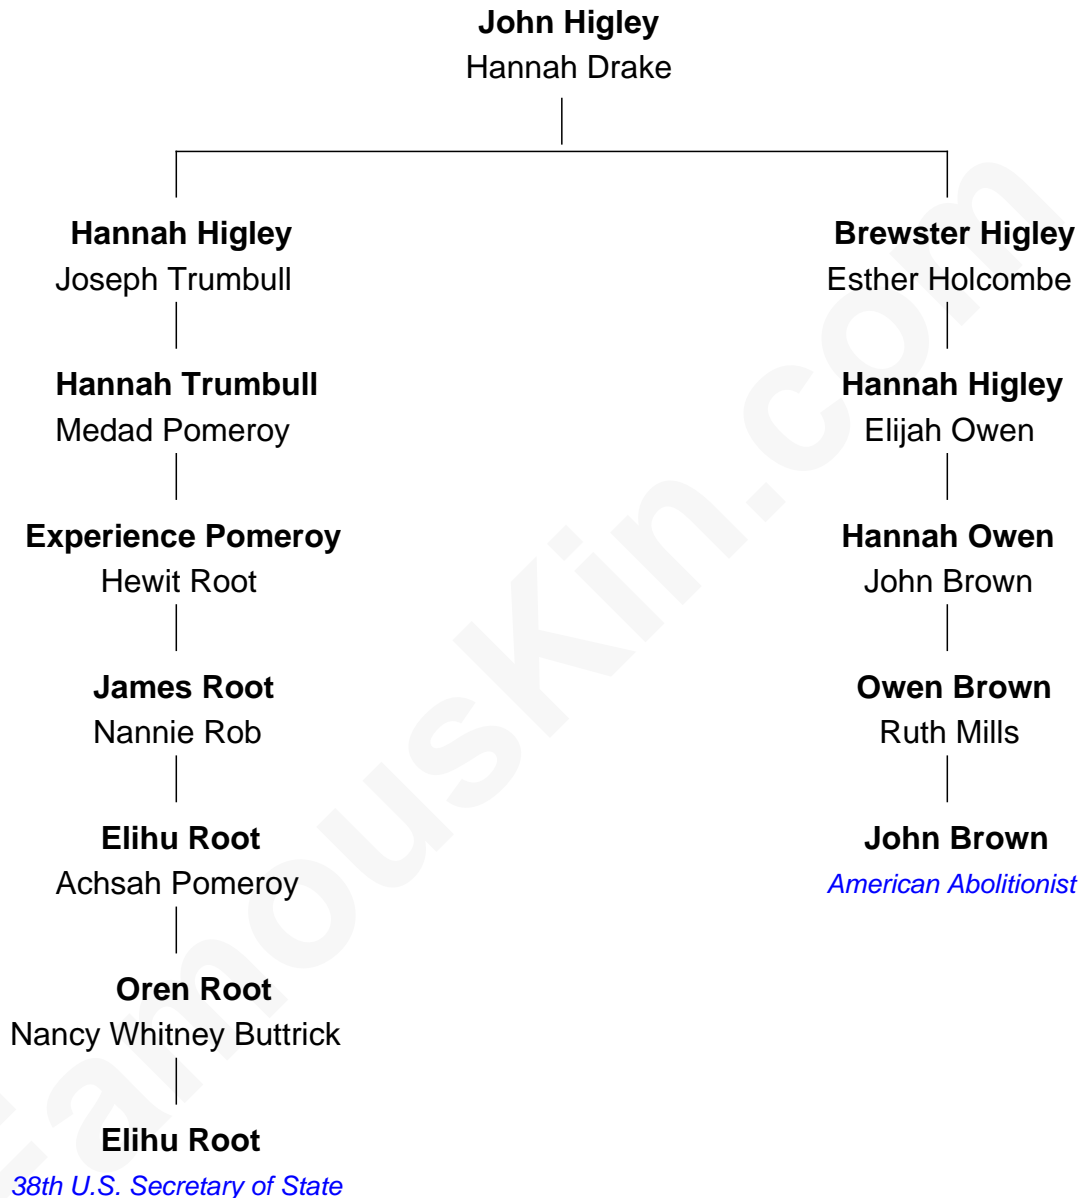 John Higley
Hannah Drake
Hannah Higley
Joseph Trumbull
Brewster Higley
Esther Holcombe
Hannah Trumbull
Medad Pomeroy
Hannah Higley
Elijah Owen
Experience Pomeroy
Hewit Root
Hannah Owen
John Brown
James Root
Nannie Rob
Owen Brown
Ruth Mills
Elihu Root
Achsah Pomeroy
John Brown
American Abolitionist
Oren Root
Nancy Whitney Buttrick
Elihu Root
38th U.S. Secretary of State
FamousKin.com